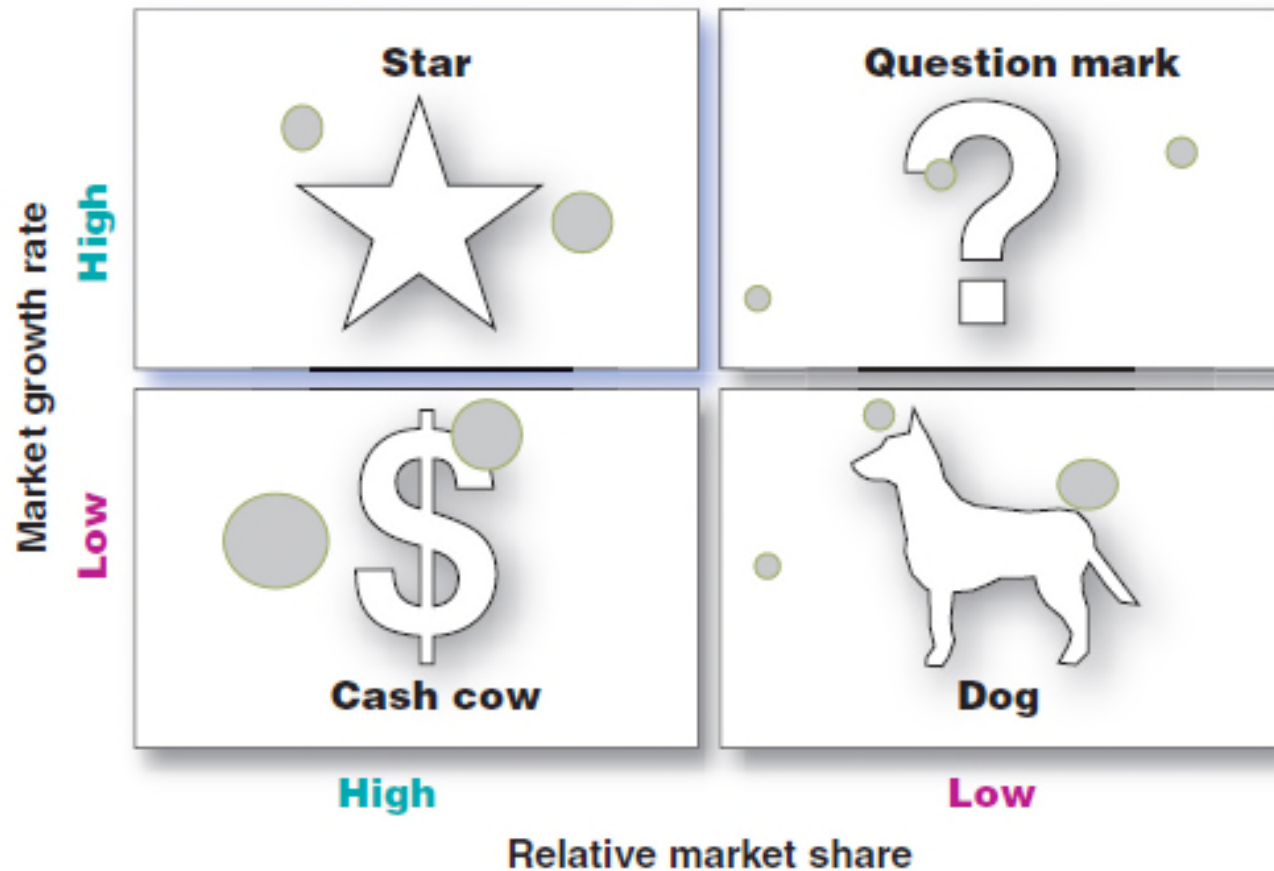 Star
Question mark
?
Market growth rate
High
Low
$
Cash cow
Dog
High
Low
Relative market share